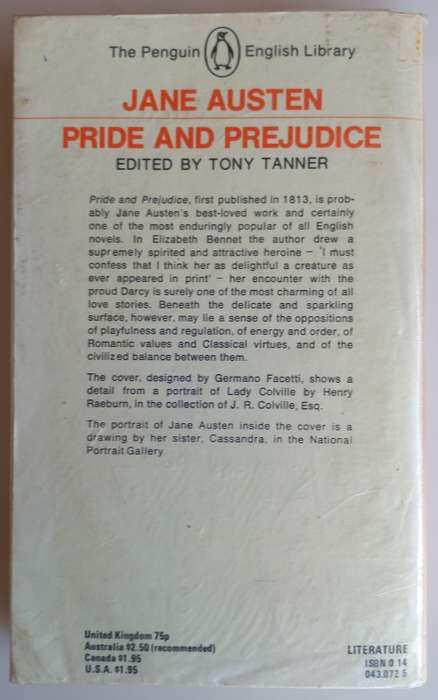 The Penguin English Library
JANE AUSTEN
PRIDE AND PREJUDICE
EDITED BY TONY TANNER
Pride and Prejudice, first published in 1813, is prob-
ably Jane Austen's best-loved work and certainly
one of the most enduringly popular of all English
novels. In Elizabeth Bennet the author drew a
supremely spirited and attractive heroine – 'I must
confess that I think her as delightful a creature as
ever appeared in print' – her encounter with the
proud Darcy is surely one of the most charming of all
love stories. Beneath the delicate and sparkling
surface, however, may lie a sense of the oppositions
of playfulness and regulation, of energy and order, of
Romantic values and Classical virtues, and of the
civilized balance between them.
The cover, designed by Germano Facetti, shows a
detail from a portrait of Lady Colville by Henry
Raeburn, in the collection of J. R. Colville, Esq.
The portrait of Jane Austen inside the cover is a
drawing by her sister, Cassandra, in the National
Portrait Gallery
United Kingdom 75p
Australia $2.50 (recommended)
Canada $1.95
U.S.A. $1.95
LITERATURE
ISBN 0 14
043.072 5